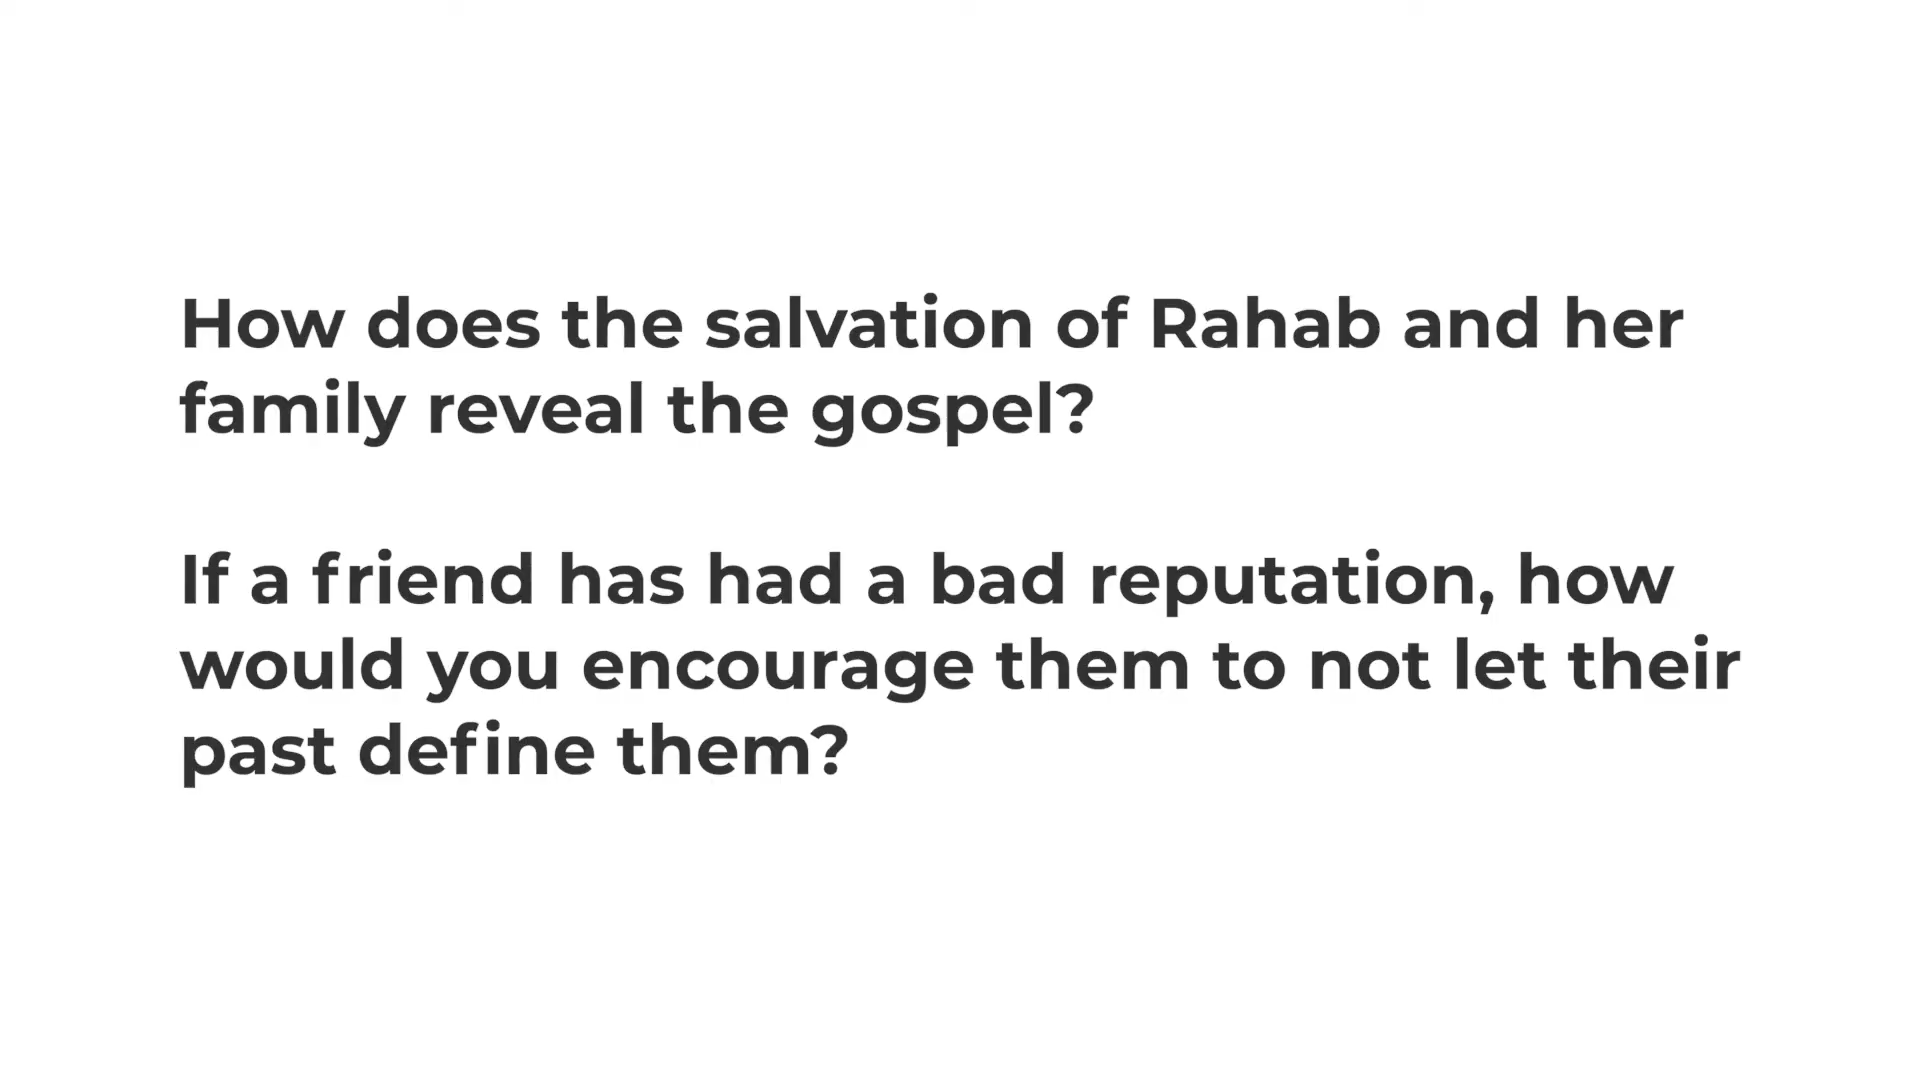 How does the salvation of Rahab and her
family reveal the gospel?
If a friend has had a bad reputation, how
would you encourage them to not let their
past define them?